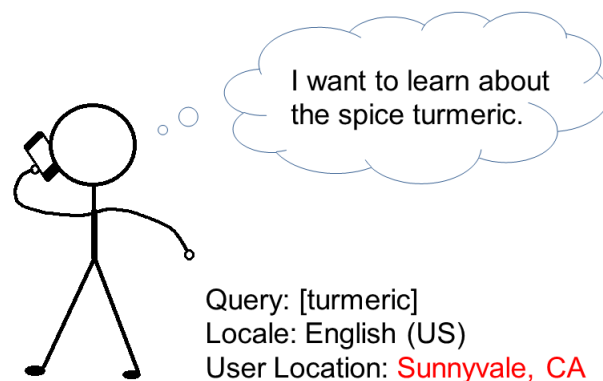 I want to learn about
the spice turmeric.
Query: [turmeric]
Locale: English (US)
User Location: Sunnyvale, CA